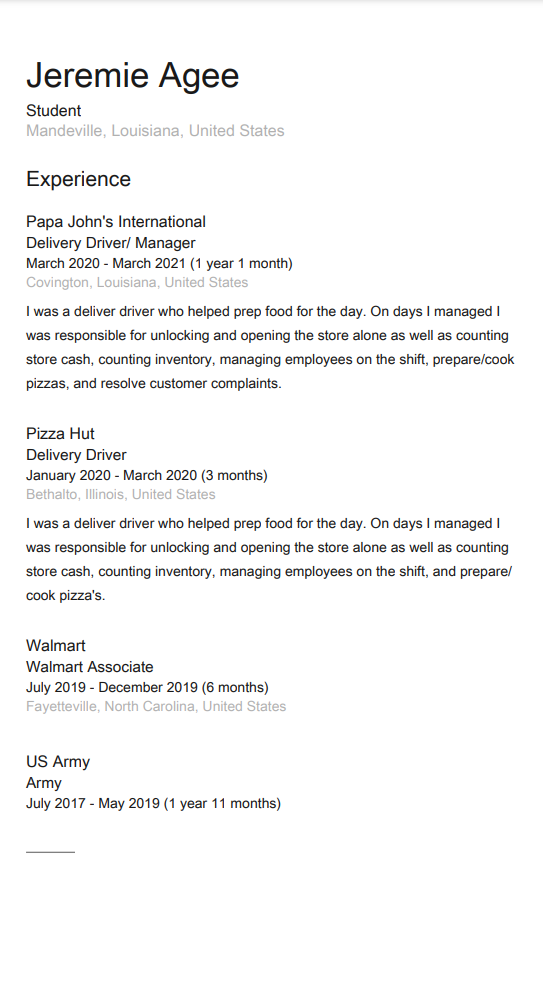 Jeremie Agee
Student
Mandeville, Louisiana, United States
Experience
Papa John's International
Delivery Driver/ Manager
March 2020 - March 2021 (1 year 1 month)
Covington, Louisiana, United States
I was a deliver driver who helped prep food for the day. On days I managed I
was responsible for unlocking and opening the store alone as well as counting
store cash, counting inventory, managing employees on the shift, prepare/cook
pizzas, and resolve customer complaints.
Pizza Hut
Delivery Driver
January 2020 - March 2020 (3 months)
Bethalto, Illinois, United States
I was a deliver driver who helped prep food for the day. On days I managed I
was responsible for unlocking and opening the store alone as well as counting
store cash, counting inventory, managing employees on the shift, and prepare/
cook pizza's.
Walmart
Walmart Associate
July 2019 - December 2019 (6 months)
Fayetteville, North Carolina, United States
US Army
Army
July 2017 - May 2019 (1 year 11 months)